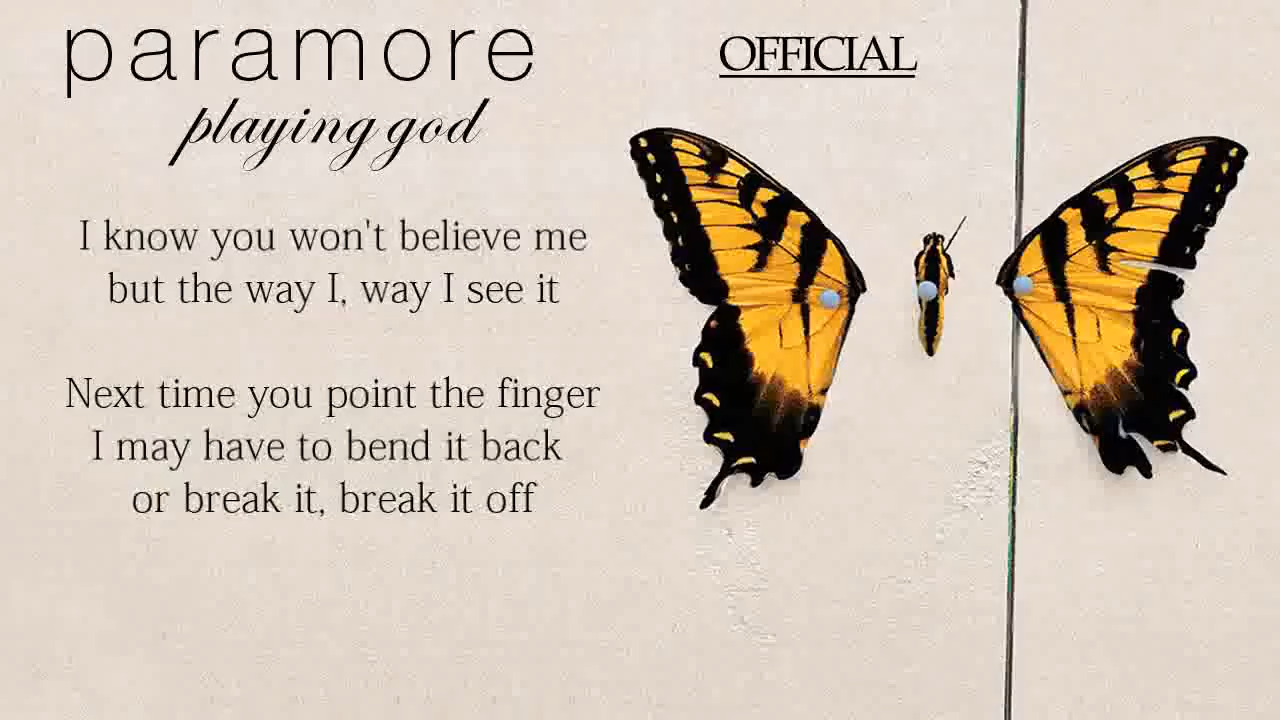 paramore
playing god
OFFICIAL
I know you won't believe me
but the way I, way I see it
Next time you point the finger
I may have to bend it back
or break it, break it off